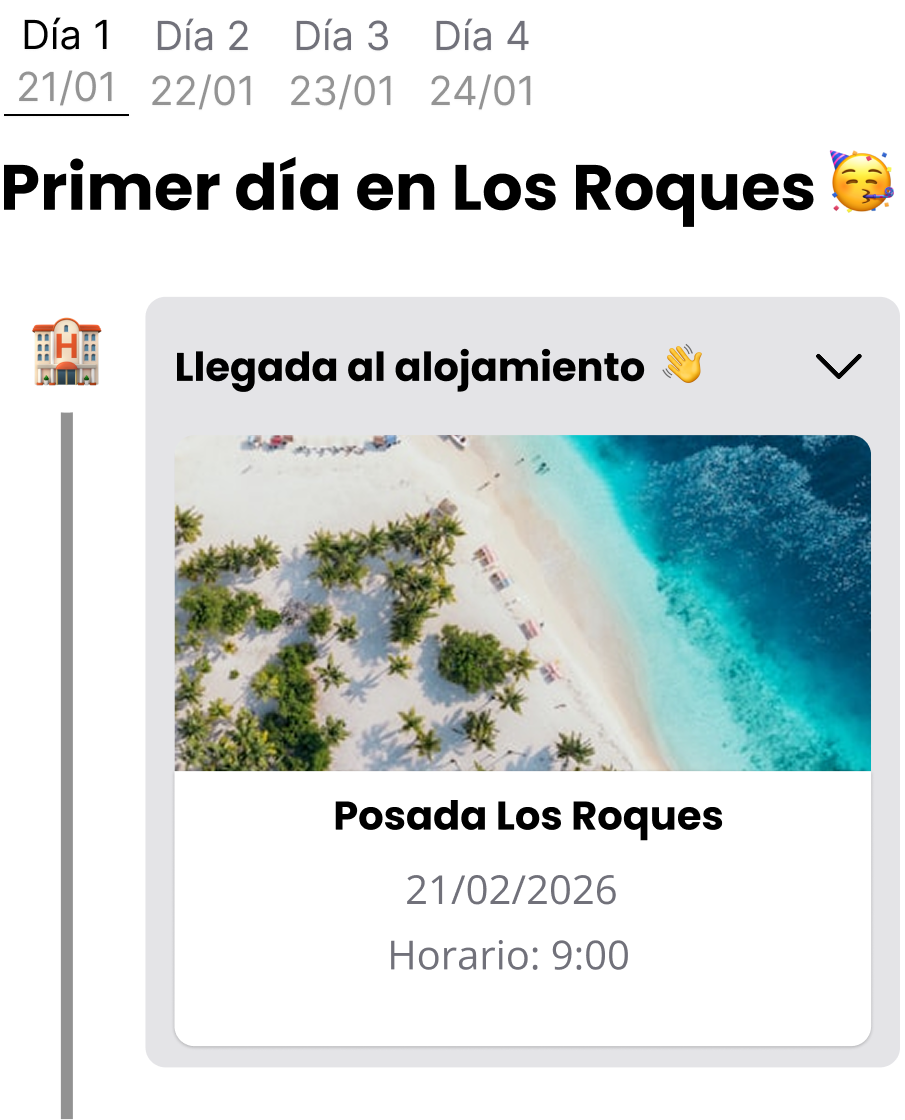 Día 1 Día 2 Día 3 Día 4
21/01 22/01 23/01 24/01
Primer día en Los Roques 🥳
Llegada al alojamiento 👋
Posada Los Roques
21/02/2026
Horario: 9:00